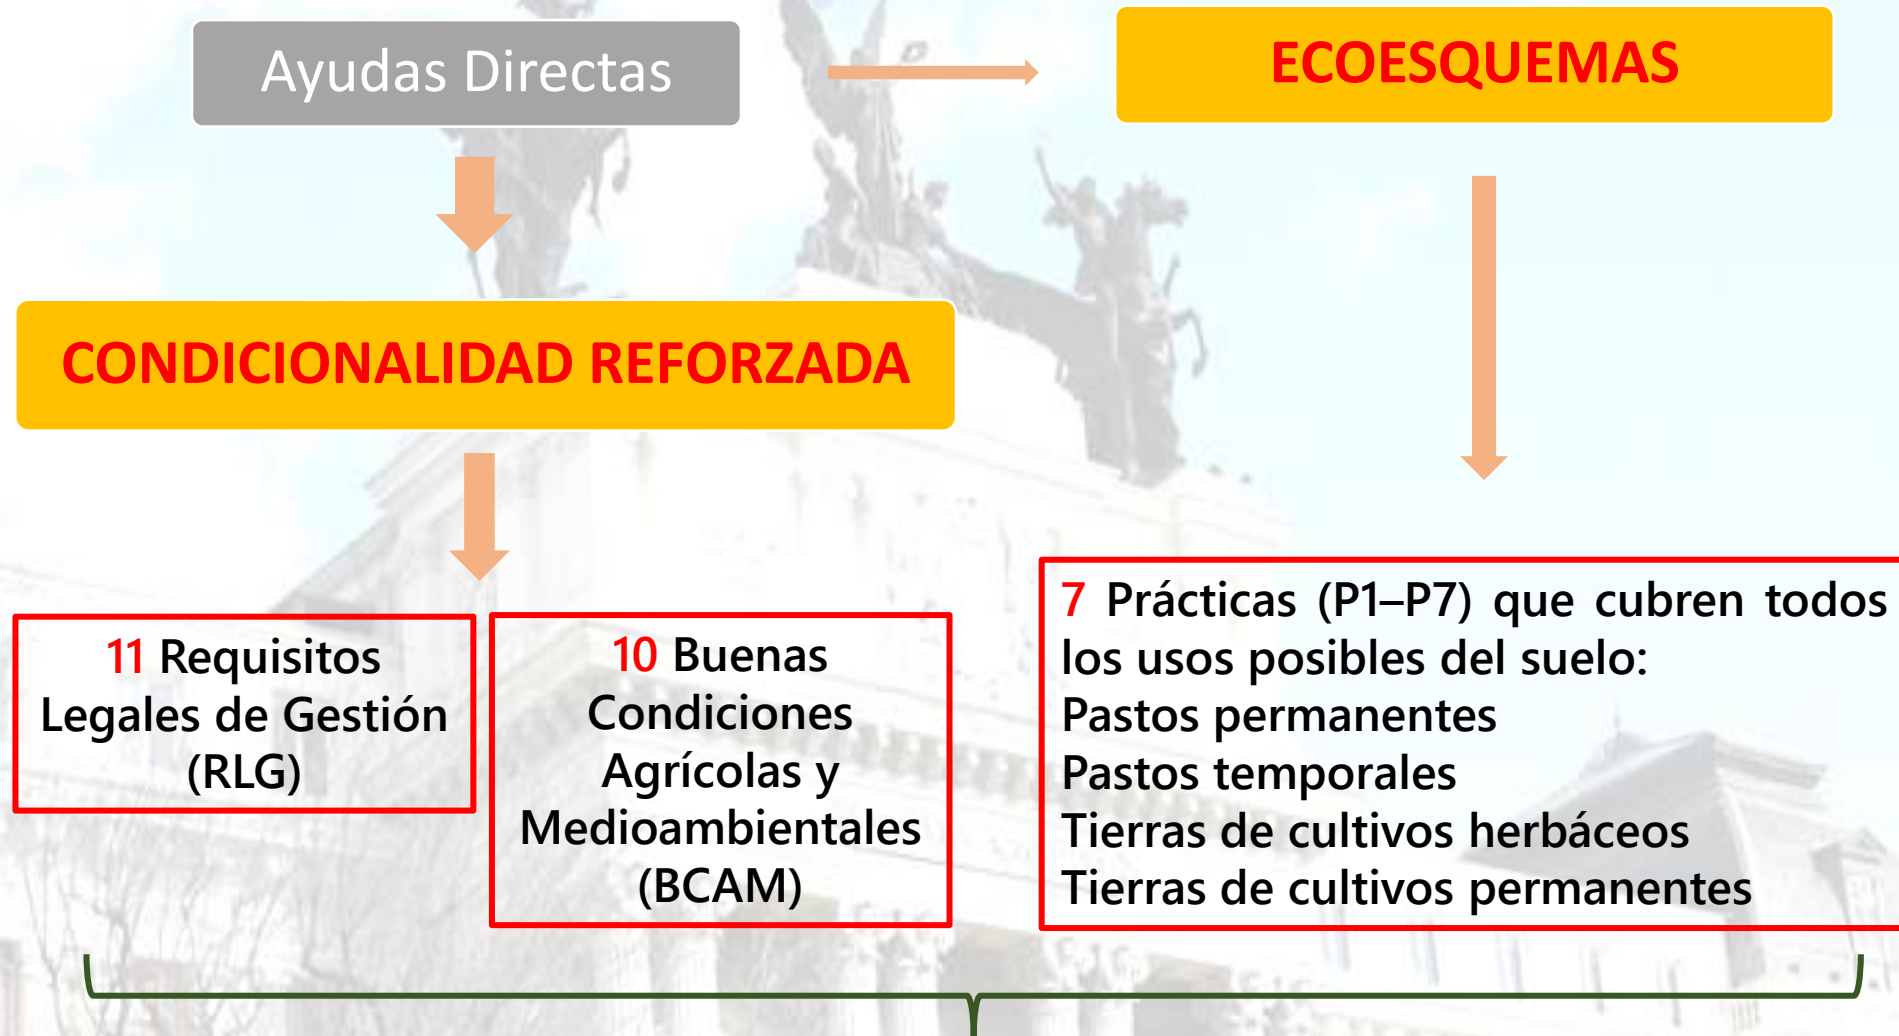 Ayudas Directas
ECOESQUEMAS
CONDICIONALIDAD REFORZADA
11 Requisitos
Legales de Gestión
(RLG)
10 Buenas
Condiciones
Agrícolas y
Medioambientales
(BCAM)
7 Prácticas (P1–P7) que cubren todos
los usos posibles del suelo:
Pastos permanentes
Pastos temporales
Tierras de cultivos herbáceos
Tierras de cultivos permanentes